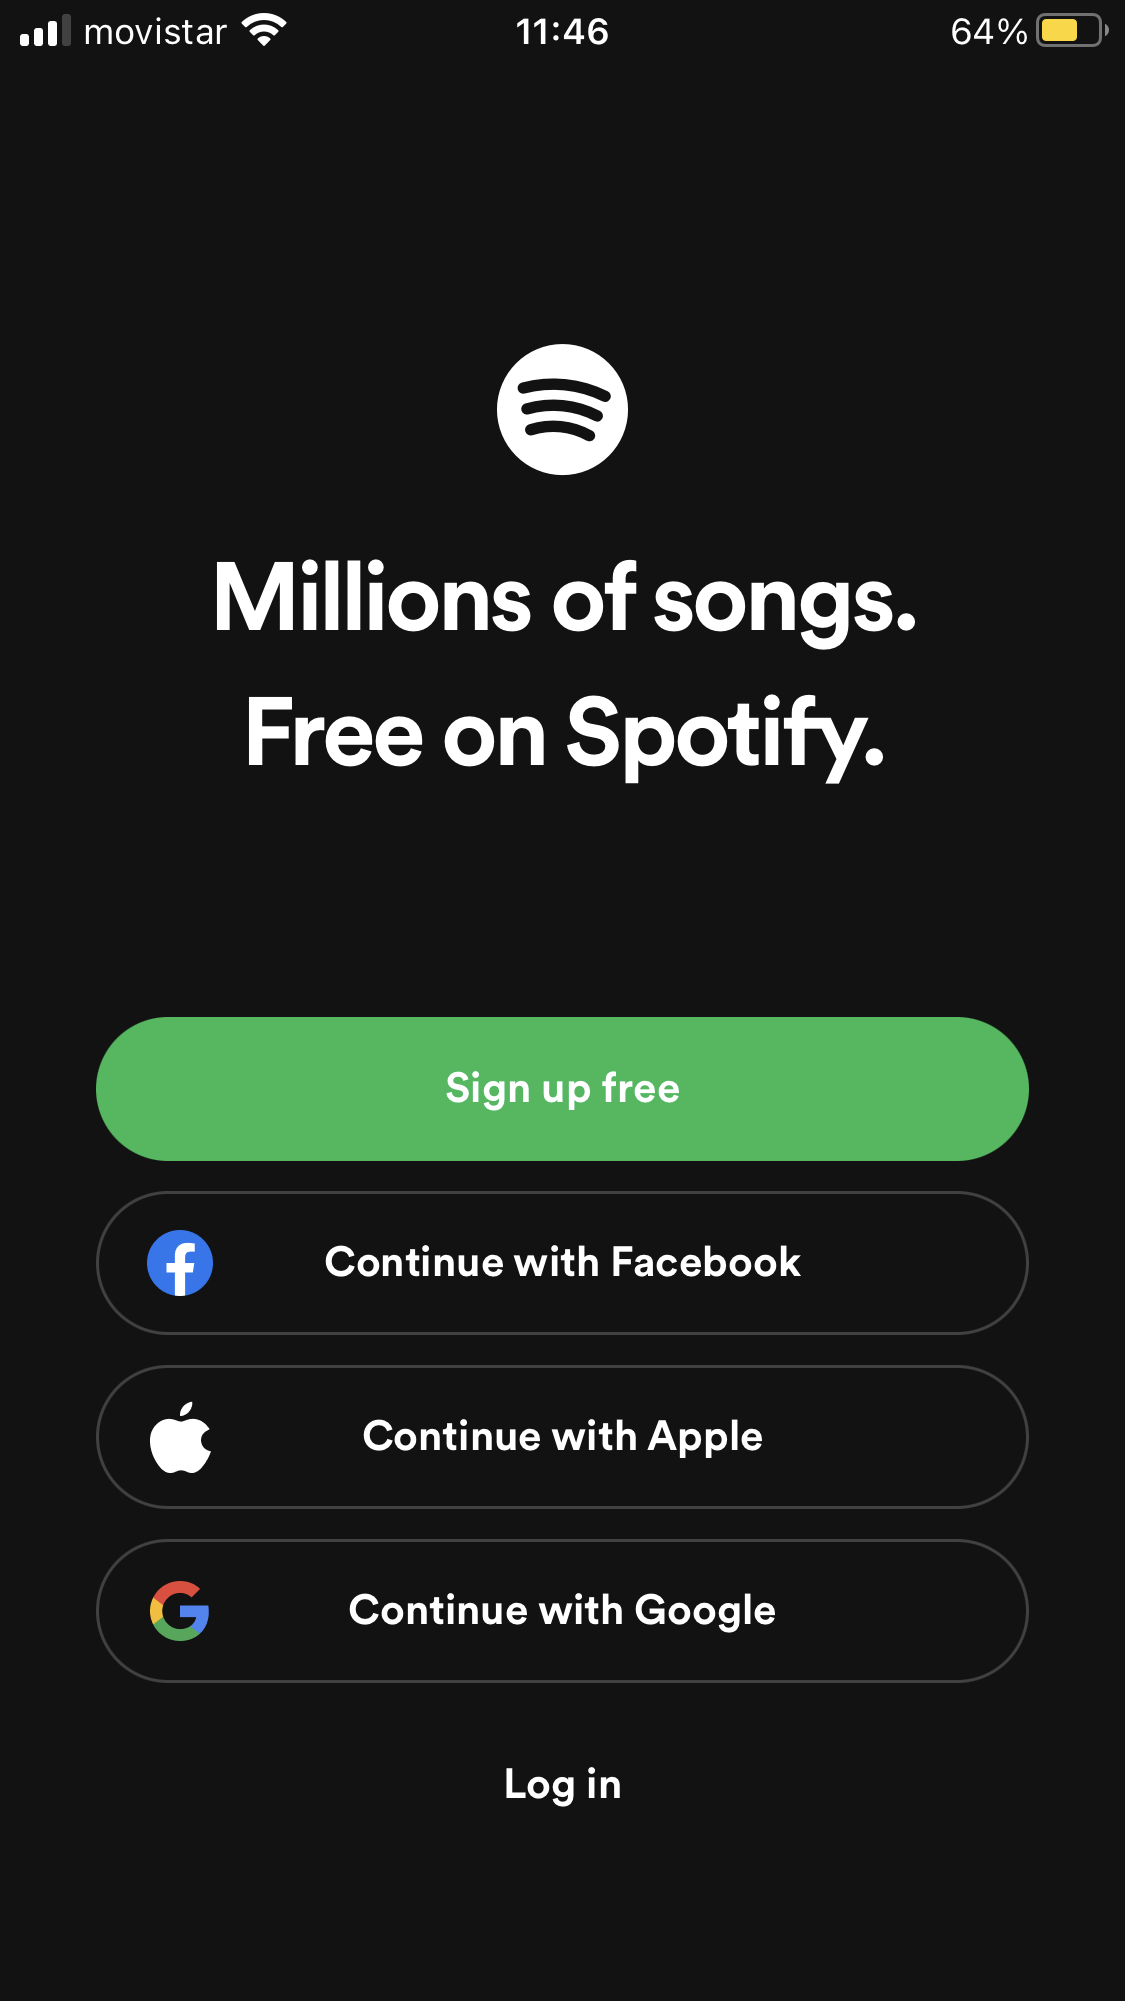 movistar 11:46 64%
Millions of songs.
Free on Spotify.
Sign up free
Continue with Facebook
Continue with Apple
Continue with Google
Log in